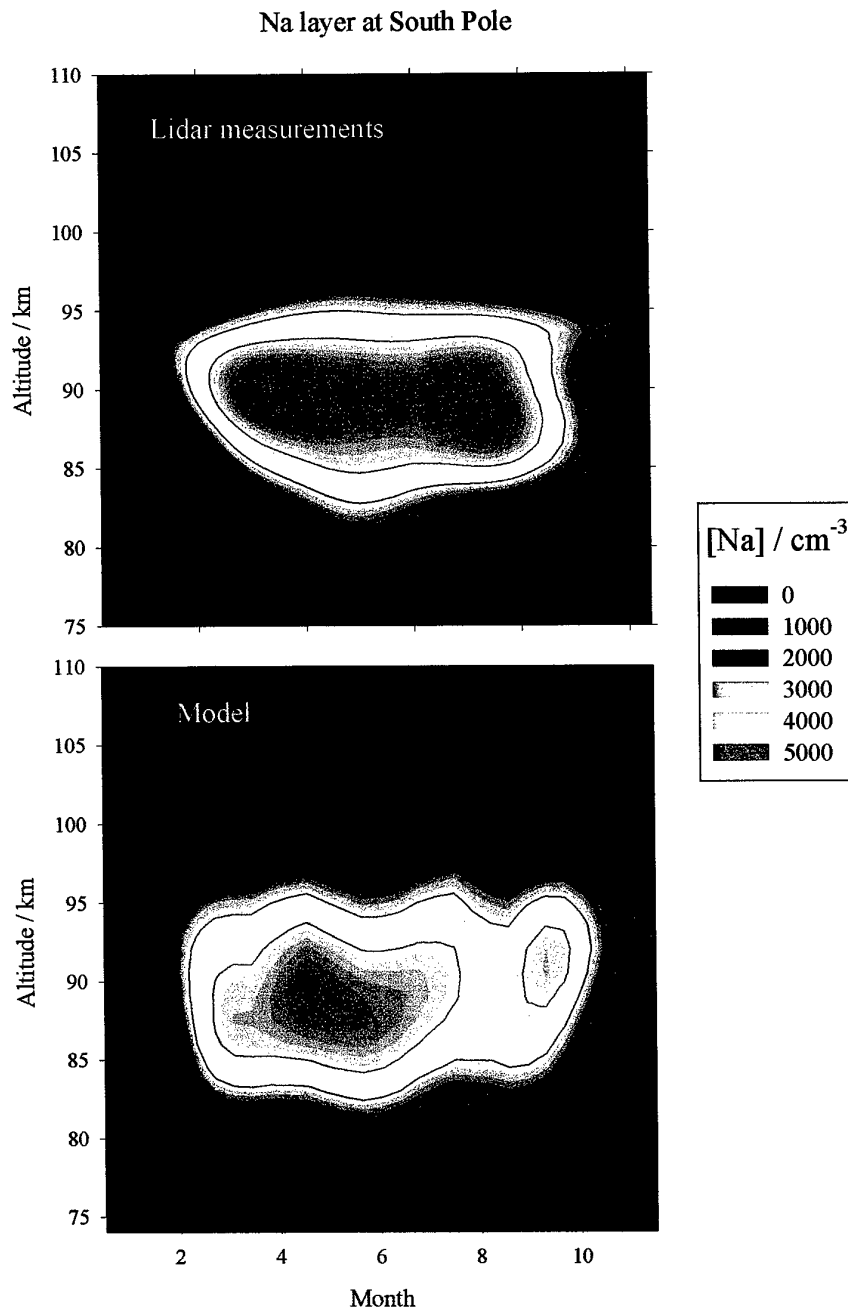 Na layer at South Pole
110
Lidar measurements
105
100
95
90
85
80
75
Altitude / km
[Na] / cm-3
0
1000
2000
3000
4000
5000
110
Model
105
100
95
90
85
80
75
Altitude / km
2 4 6 8 10
Month